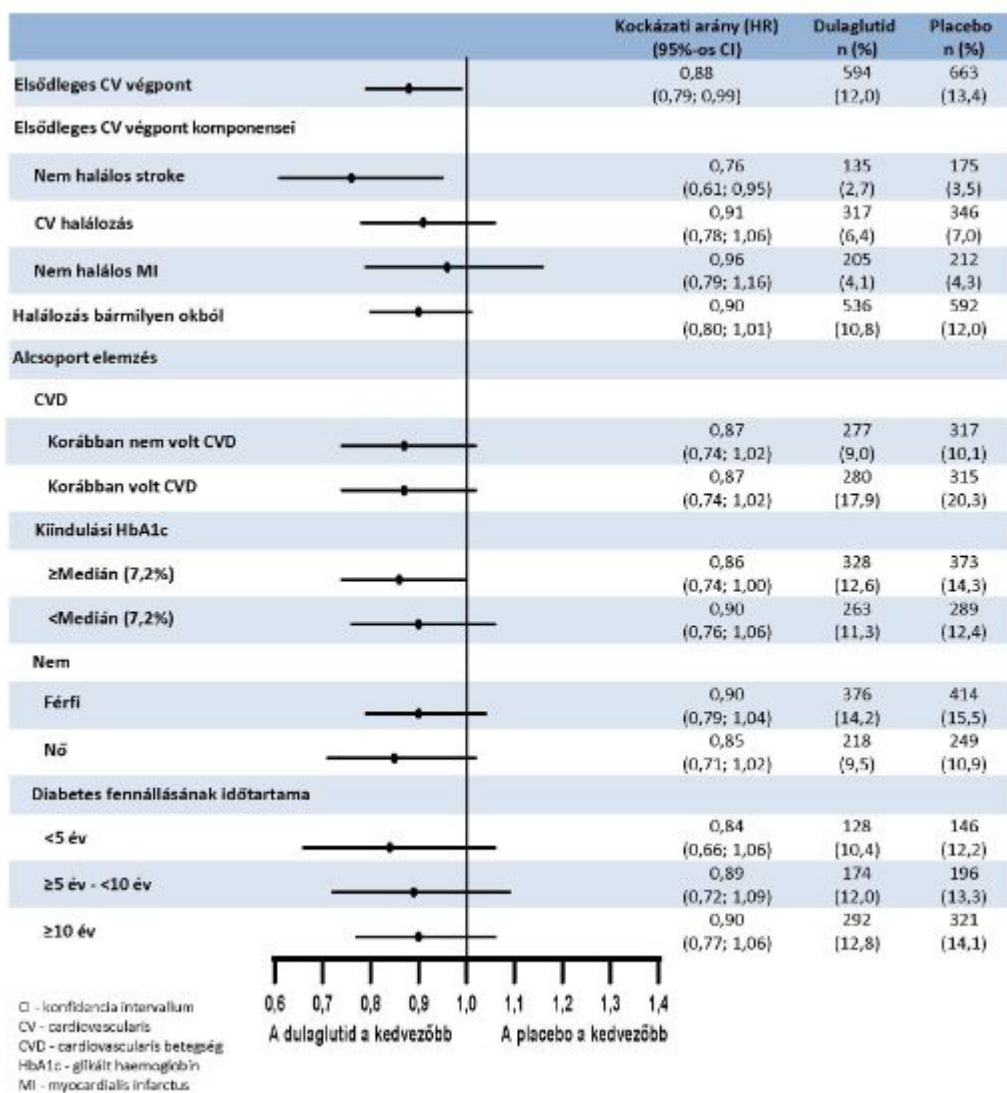 Kockázati arány (HR) Dulaglutid Placebo
(95%-os CI) n (%) n (%)
Elsődleges CV végpont 0,88 594 663
(0,79; 0,99) (12,0) (13,4)
Elsődleges CV végpont komponensei
Nem halálos stroke 0,76 135 175
(0,61; 0,95) (2,7) (3,5)
CV halálozás 0,91 317 346
(0,78; 1,06) (6,4) (7,0)
Nem halálos MI 0,96 205 212
(0,79; 1,16) (4,1) (4,3)
Halálozás bármilyen okból 0,90 536 592
(0,80; 1,01) (10,8) (12,0)
Alcsoport elemzés
CVD
Korábban nem volt CVD 0,87 277 317
(0,74; 1,02) (9,0) (10,1)
Korábban volt CVD 0,87 280 315
(0,74; 1,02) (17,9) (20,3)
Kiindulási HbA1c
≥Medián (7,2%) 0,86 328 373
(0,74; 1,00) (12,6) (14,3)
<Medián (7,2%) 0,90 263 289
(0,76; 1,06) (11,3) (12,4)
Nem
Férfi 0,90 376 414
(0,79; 1,04) (14,2) (15,5)
Nő 0,85 218 249
(0,71; 1,02) (9,5) (10,9)
Diabetes fennállásának időtartama
<5 év 0,84 128 146
(0,66; 1,06) (10,4) (12,2)
≥5 év - <10 év 0,89 174 196
(0,72; 1,09) (12,0) (13,3)
≥10 év 0,90 292 321
(0,77; 1,06) (12,8) (14,1)
0,6 0,7 0,8 0,9 1,0 1,1 1,2 1,3 1,4
A dulaglutid a kedvezőbb A placebo a kedvezőbb
CI - konfidencia intervallum
CV - cardiovascularis
CVD - cardiovascularis betegség
HbA1c - glikált haemoglobin
MI - myocardialis infarctus